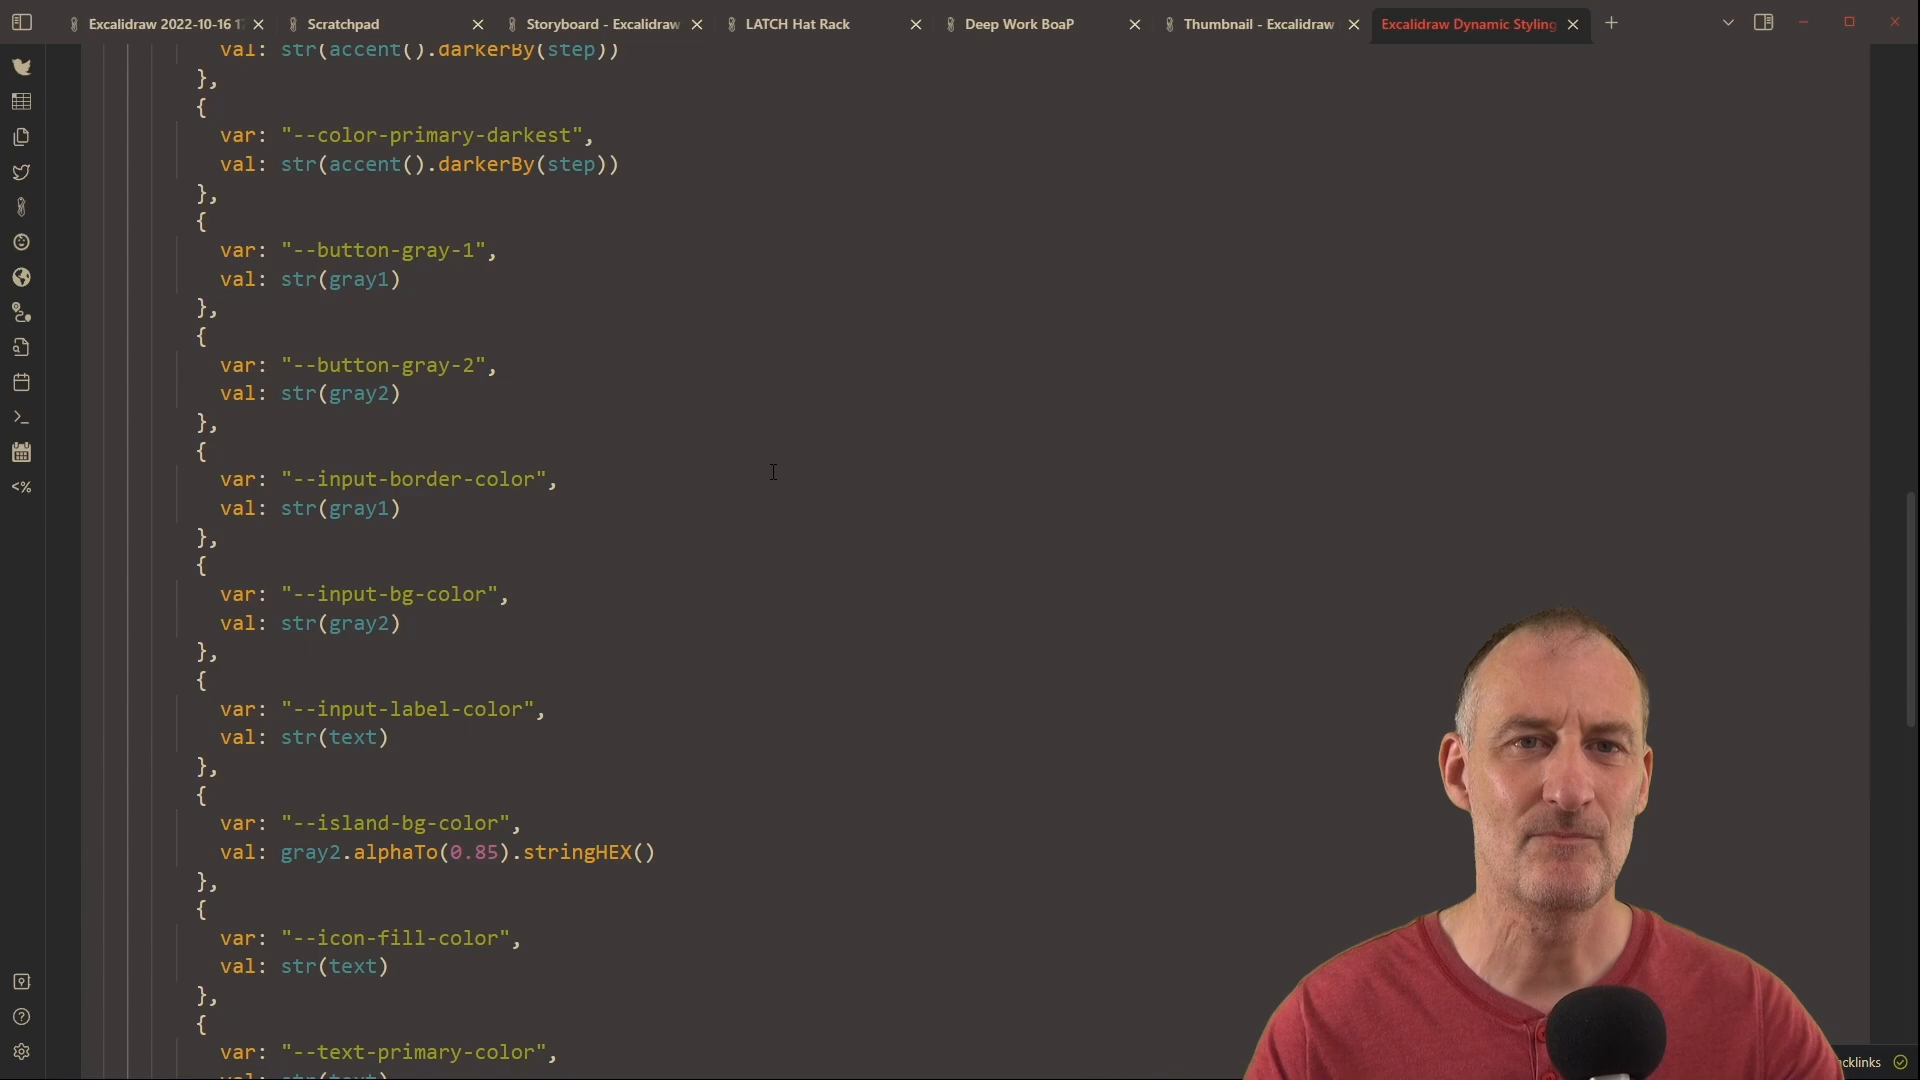 Excalidraw 2022-10-16 1
Scratchpad
Storyboard - Excalidraw
LATCH Hat Rack
Deep Work BoaP
Thumbnail - Excalidraw
Excalidraw Dynamic Styling
val: str(accent().darkerBy(step))
},
{
var: "--color-primary-darkest",
val: str(accent().darkerBy(step))
},
{
var: "--button-gray-1",
val: str(gray1)
},
{
var: "--button-gray-2",
val: str(gray2)
},
{
var: "--input-border-color",
val: str(gray1)
},
{
var: "--input-bg-color",
val: str(gray2)
},
{
var: "--input-label-color",
val: str(text)
},
{
var: "--island-bg-color",
val: gray2.alphaTo(0.85).stringHEX()
},
{
var: "--icon-fill-color",
val: str(text)
},
{
var: "--text-primary-color",
cklinks